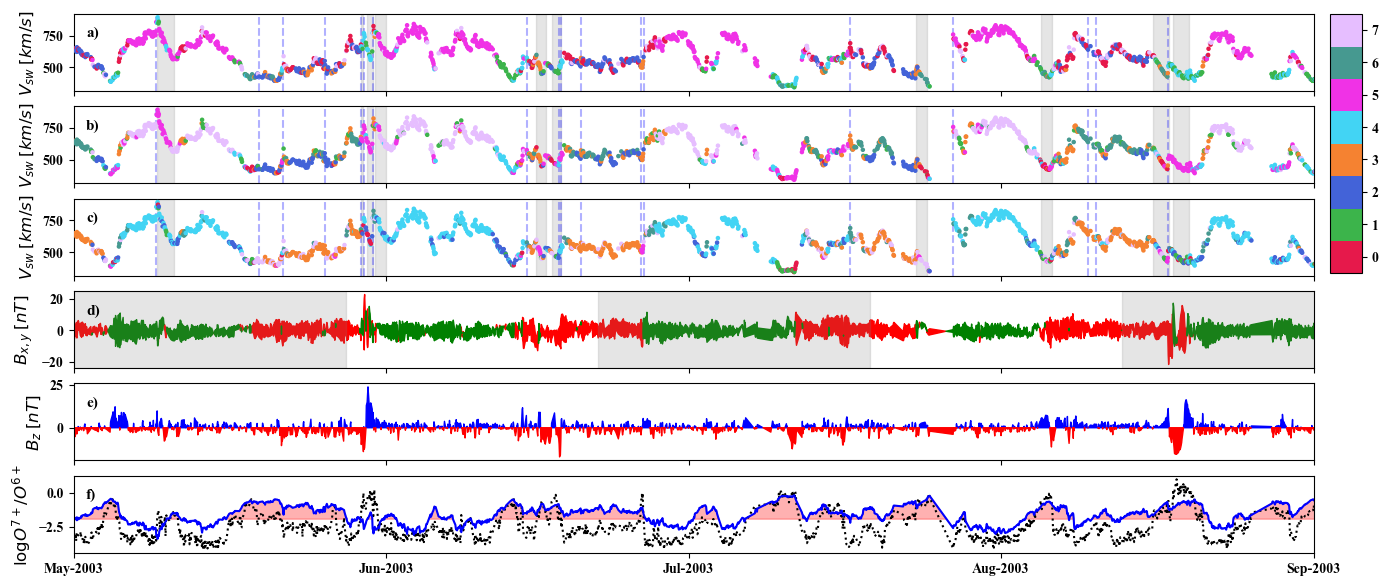 a)
V_sw [km/s]
750
500
b)
V_sw [km/s]
750
500
c)
V_sw [km/s]
750
500
d)
B_x,y [nT]
20
0
−20
e)
B_z [nT]
25
0
f)
logO^7+/O^6+
0.0
−2.5
May-2003 Jun-2003 Jul-2003 Aug-2003 Sep-2003
7
6
5
4
3
2
1
0